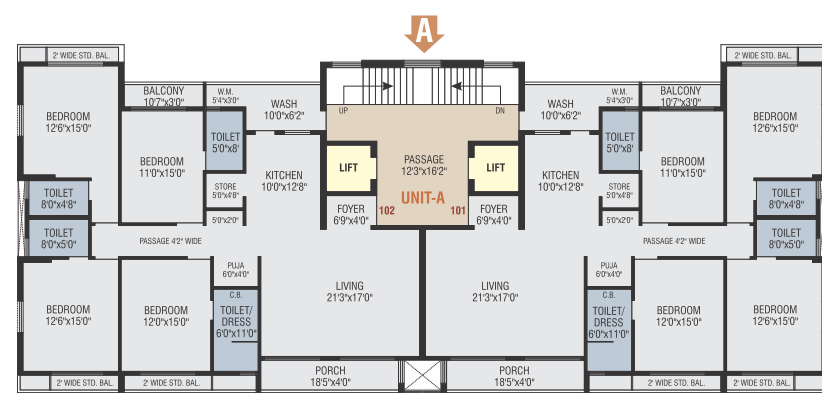 A
2' WIDE STD. BAL.
2' WIDE STD. BAL.
BALCONY
10'7"x3'0"
W.M.
5'4"x3'0"
WASH
10'0"x6'2"
UP
DN
WASH
10'0"x6'2"
W.M.
5'4"x3'0"
BALCONY
10'7"x3'0"
BEDROOM
12'6"x15'0"
BEDROOM
11'0"x15'0"
TOILET
5'0"x8'
KITCHEN
10'0"x12'8"
LIFT
PASSAGE
12'3"x16'2"
LIFT
KITCHEN
10'0"x12'8"
TOILET
5'0"x8'
BEDROOM
11'0"x15'0"
BEDROOM
12'6"x15'0"
TOILET
8'0"x4'8"
STORE
5'0"x4'8"
UNIT-A
STORE
5'0"x4'8"
TOILET
8'0"x4'8"
5'0"x2'0"
FOYER
6'9"x4'0"
102
101
FOYER
6'9"x4'0"
5'0"x2'0"
TOILET
8'0"x5'0"
PASSAGE 4'2" WIDE
PASSAGE 4'2" WIDE
TOILET
8'0"x5'0"
PUJA
6'0"x4'0"
LIVING
21'3"x17'0"
LIVING
21'3"x17'0"
PUJA
6'0"x4'0"
BEDROOM
12'6"x15'0"
BEDROOM
12'0"x15'0"
C.B.
TOILET/
DRESS
6'0"x11'0"
C.B.
TOILET/
DRESS
6'0"x11'0"
BEDROOM
12'0"x15'0"
BEDROOM
12'6"x15'0"
PORCH
18'5"x4'0"
PORCH
18'5"x4'0"
2' WIDE STD. BAL.
2' WIDE STD. BAL.
2' WIDE STD. BAL.
2' WIDE STD. BAL.